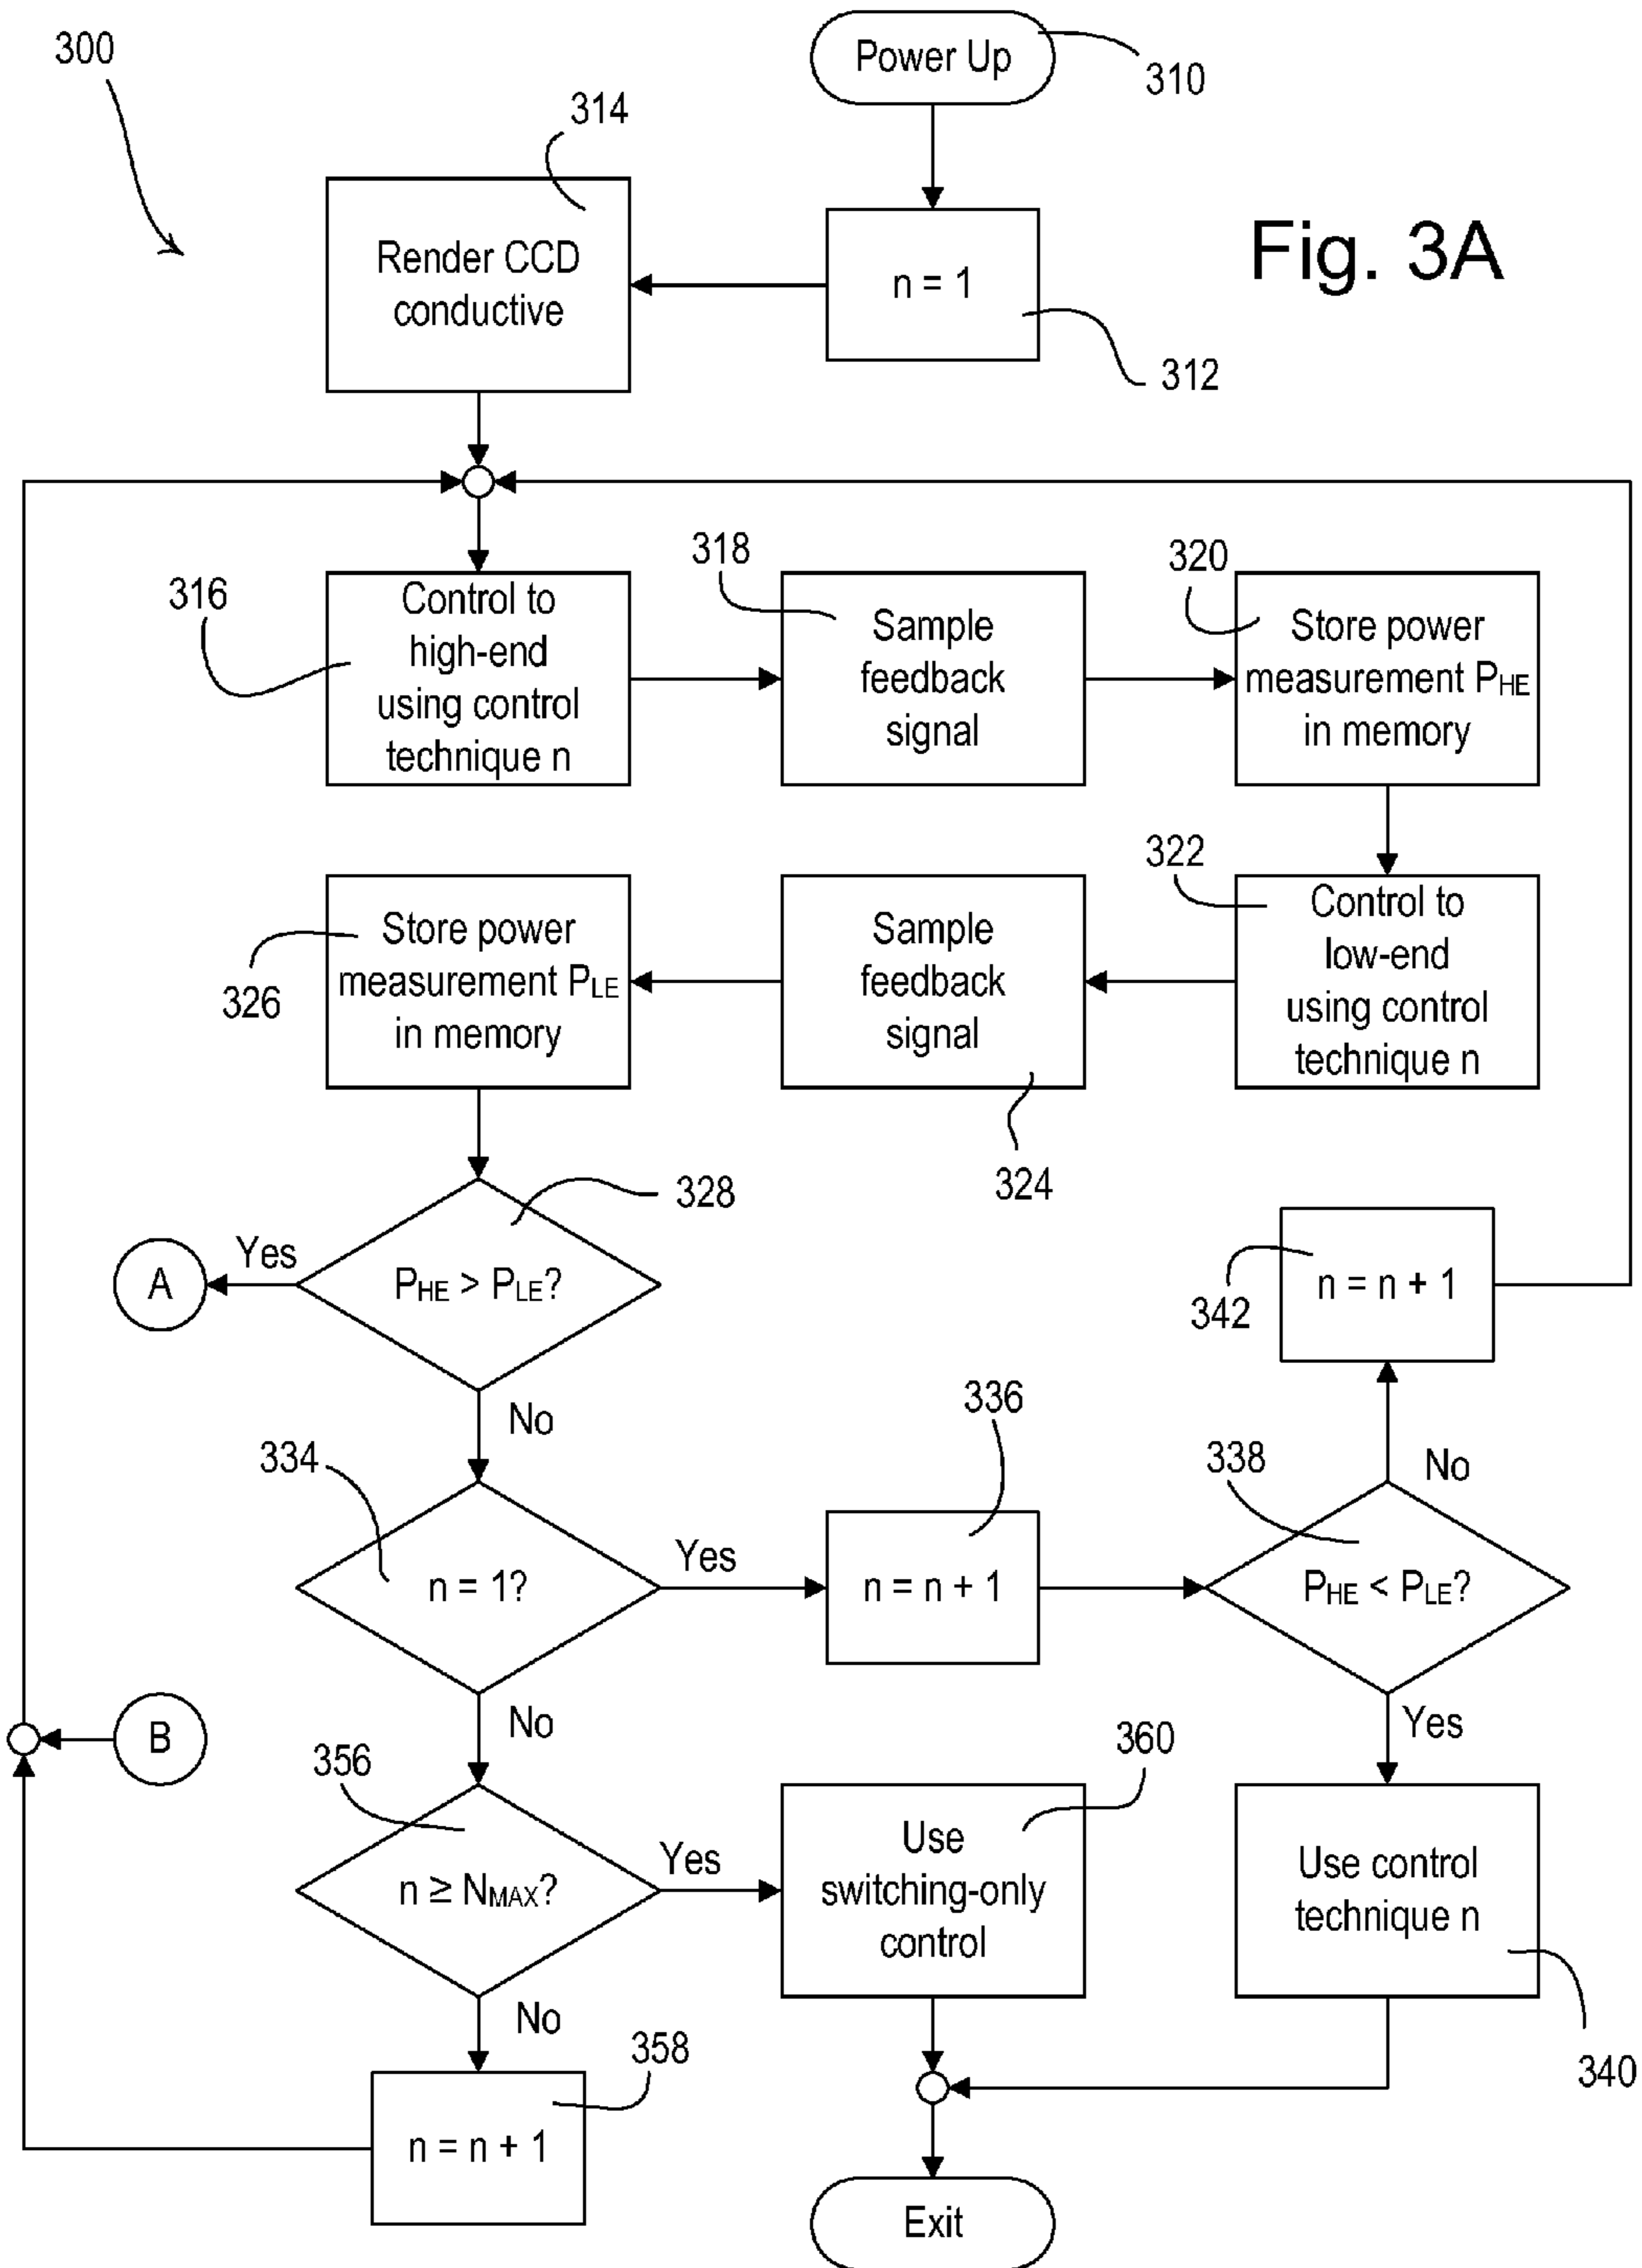 300
Power Up
310
314
Render CCD
conductive
n = 1
312
Fig. 3A
316
Control to
high-end
using control
technique n
318
Sample
feedback
signal
320
Store power
measurement PHE
in memory
326
Store power
measurement PLE
in memory
Sample
feedback
signal
324
322
Control to
low-end
using control
technique n
328
PHE > PLE?
Yes
A
No
342
n = n + 1
334
n = 1?
Yes
336
n = n + 1
338
No
PHE < PLE?
No
Yes
B
356
n ≥ NMAX?
Yes
360
Use
switching-only
control
Use control
technique n
340
No
358
n = n + 1
Exit